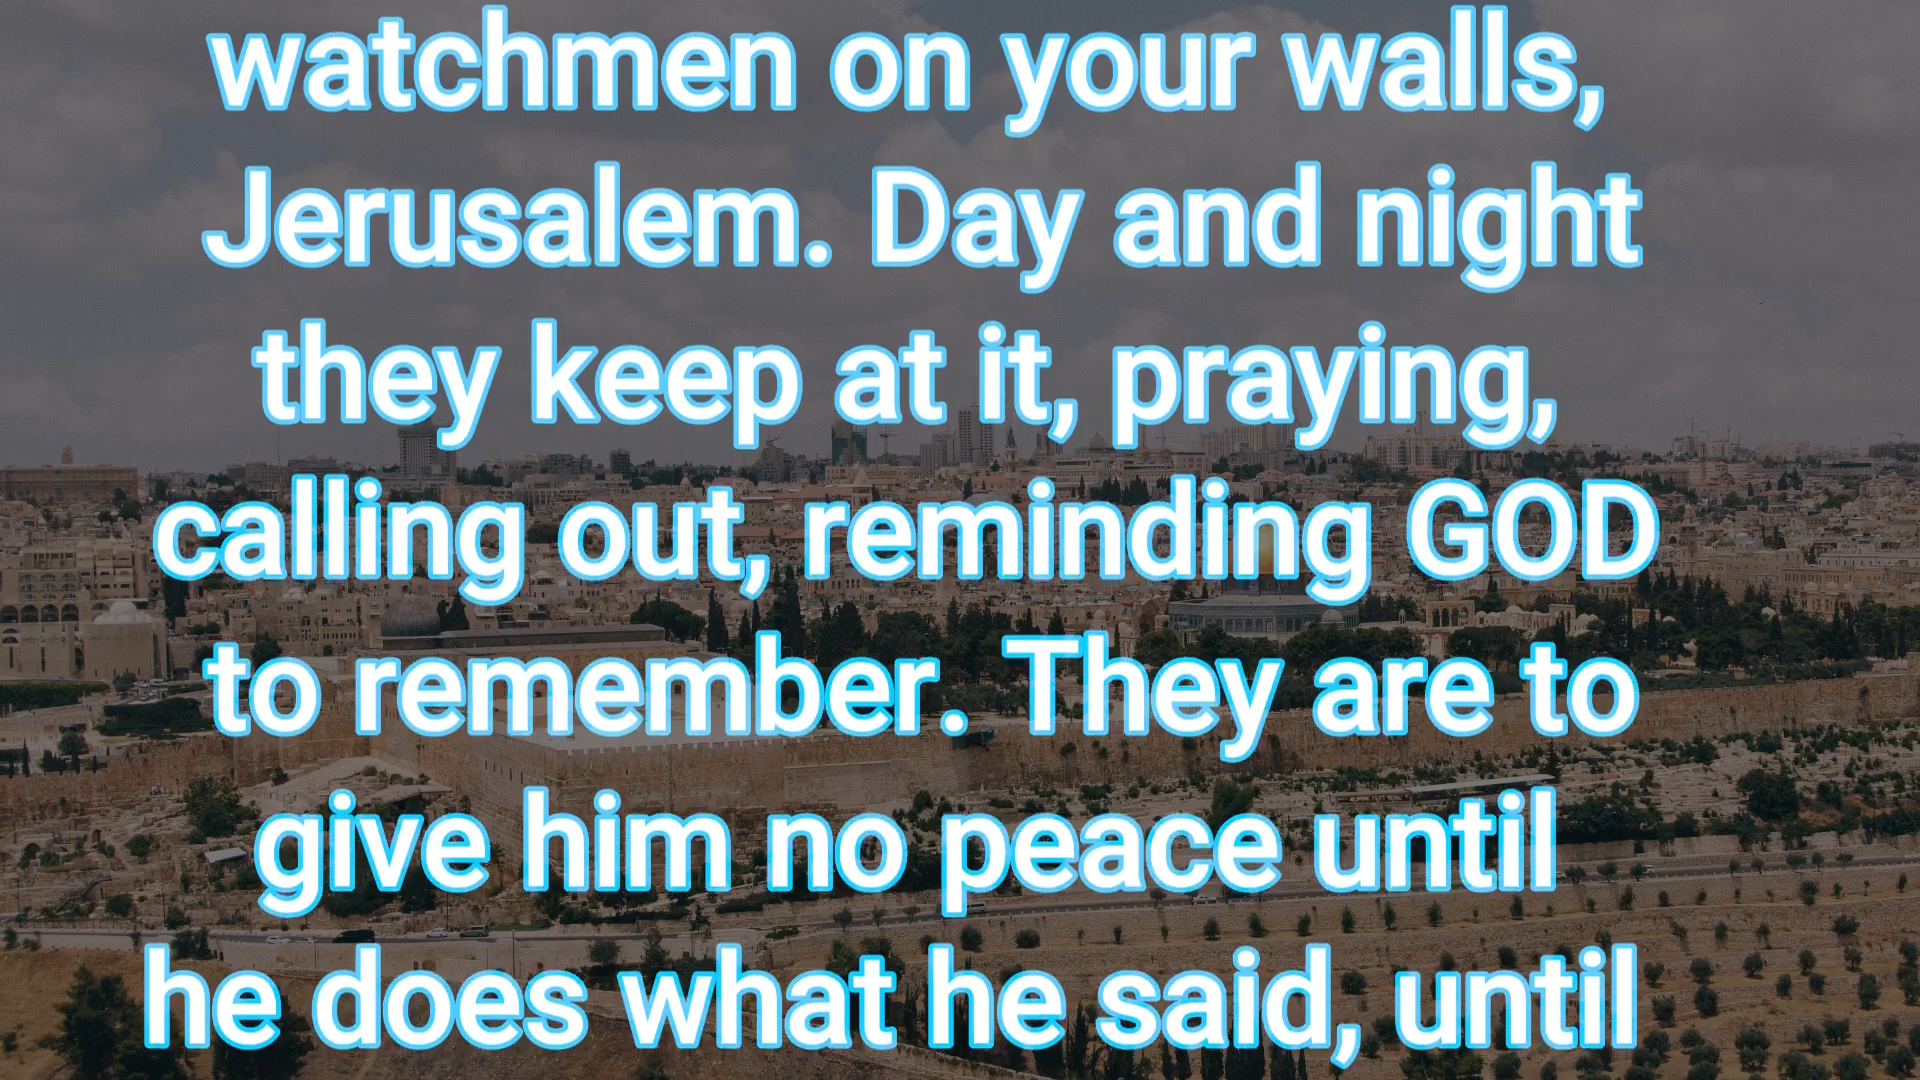 watchmen on your walls,
Jerusalem. Day and night
they keep at it, praying,
calling out, reminding GOD
to remember. They are to
give him no peace until
he does what he said, until